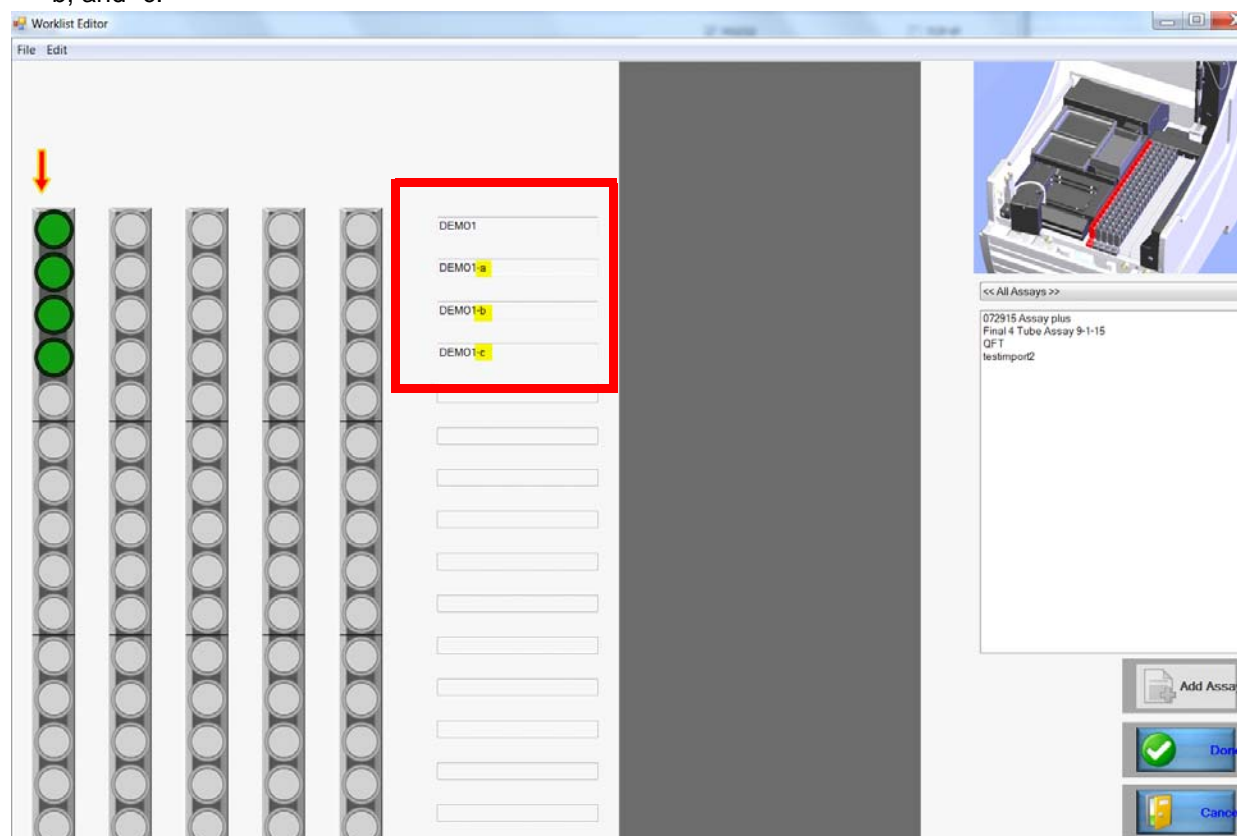 b, and -c.
Worklist Editor
File Edit
DEMO1
DEMO1-a
DEMO1-b
DEMO1-c
<< All Assays >>
072915 Assay plus
Final 4 Tube Assay 9-1-15
QFT
testimport2
Add Assa
Don
Cance